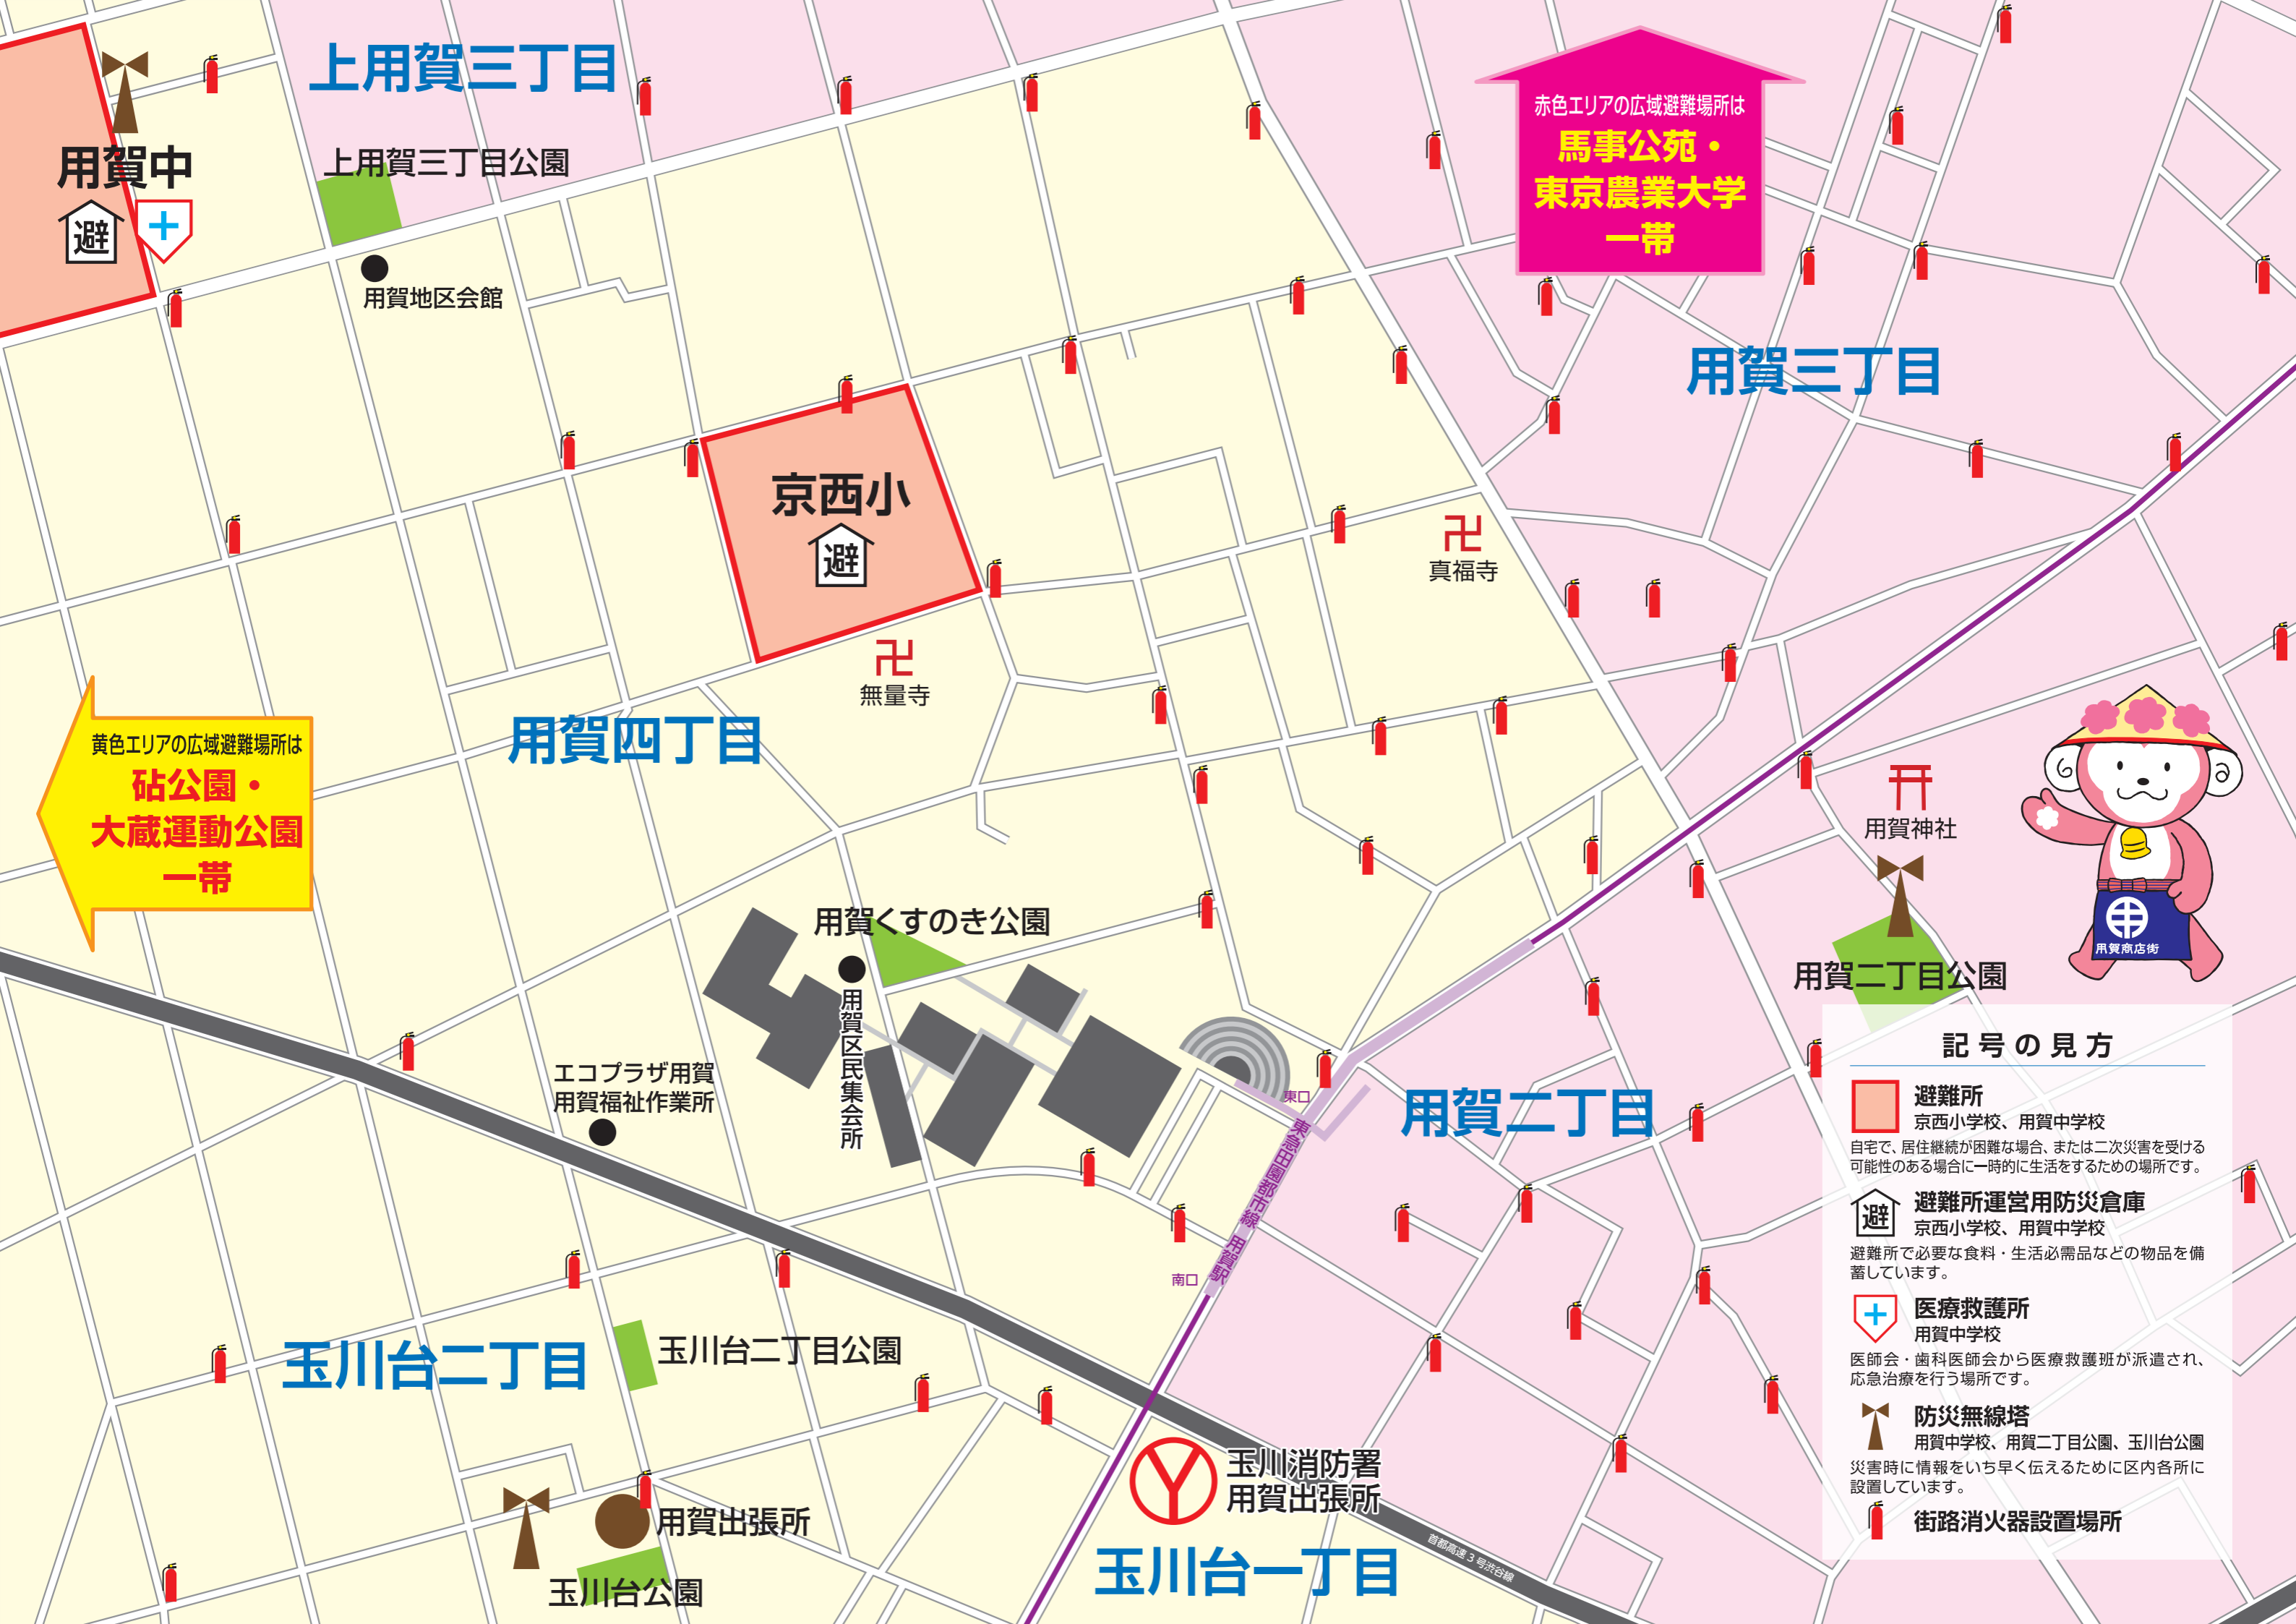 上用賀三丁目
用賀中
避
上用賀三丁目公園
用賀地区会館
赤色エリアの広域避難場所は
馬事公苑・
東京農業大学
一帯
用賀三丁目
京西小
避
真福寺
無量寺
用賀四丁目
黄色エリアの広域避難場所は
砧公園・
大蔵運動公園
一帯
用賀神社
用賀商店街
用賀くすのき公園
用賀区民集会所
用賀二丁目公園
エコプラザ用賀
用賀福祉作業所
東口
東急田園都市線 用賀駅
南口
用賀二丁目
玉川台二丁目
玉川台二丁目公園
用賀出張所
玉川台公園
玉川消防署
用賀出張所
玉川台一丁目
首都高速3号渋谷線
記号の見方
避難所
京西小学校、用賀中学校
自宅で、居住継続が困難な場合、または二次災害を受ける
可能性のある場合に一時的に生活をするための場所です。
避
避難所運営用防災倉庫
京西小学校、用賀中学校
避難所で必要な食料・生活必需品などの物品を備
蓄しています。
医療救護所
用賀中学校
医師会・歯科医師会から医療救護班が派遣され、
応急治療を行う場所です。
防災無線塔
用賀中学校、用賀二丁目公園、玉川台公園
災害時に情報をいち早く伝えるために区内各所に
設置しています。
街路消火器設置場所